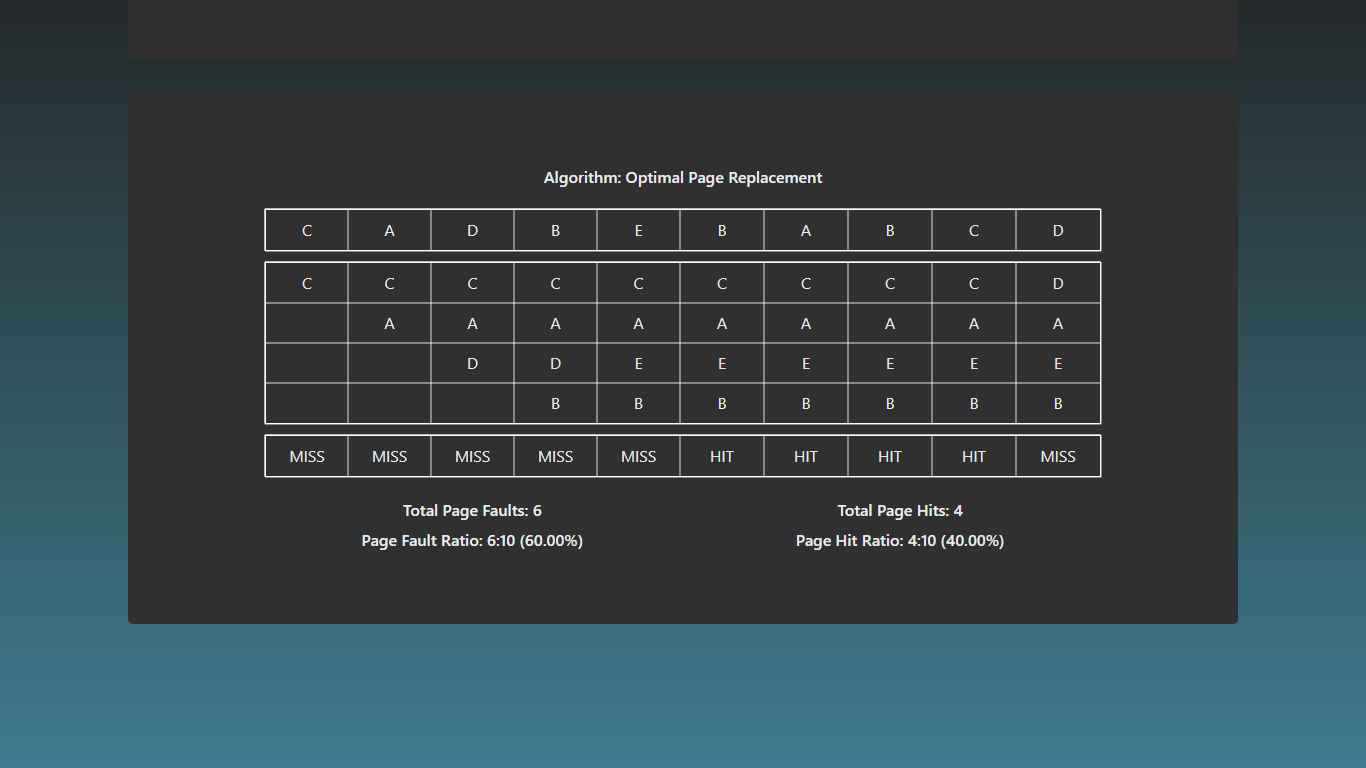 Algorithm: Optimal Page Replacement
C A D B E B A B C D
C C C C C C C C C D
A A A A A A A A A
D D E E E E E E
B B B B B B B
MISS MISS MISS MISS MISS HIT HIT HIT HIT MISS
Total Page Faults: 6 Total Page Hits: 4
Page Fault Ratio: 6:10 (60.00%) Page Hit Ratio: 4:10 (40.00%)